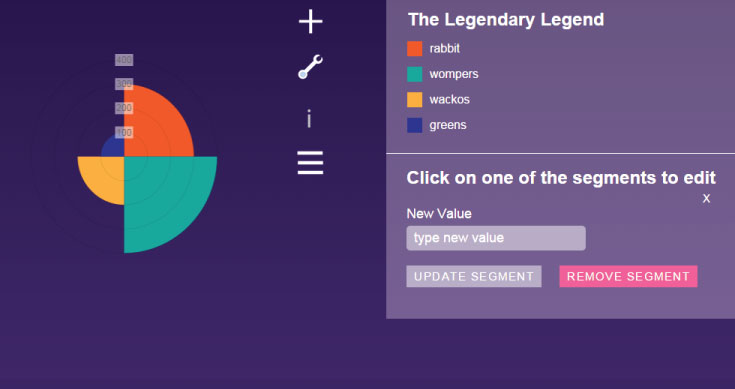 400
300
200
100
i
The Legendary Legend
rabbit
wompers
wackos
greens
Click on one of the segments to edit
X
New Value
type new value
UPDATE SEGMENT
REMOVE SEGMENT